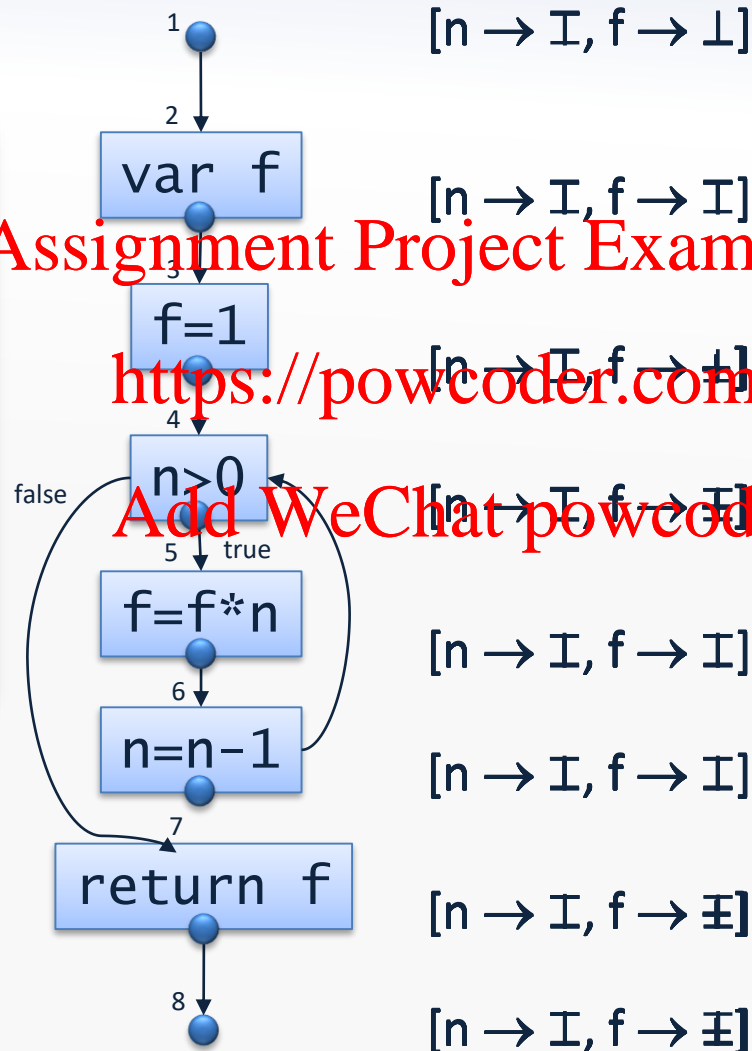 1
[n → ⌶, f → ⊥]
2
var f
[n → ⌶, f → ⌶]
Assignment Project Exam
3
f=1
[n → ⌶, f →
https://powcoder.com
4
n>0
false
[n → ⌶, f →
Add WeChat powcod
5
true
f=f*n
[n → ⌶, f → ⌶]
6
n=n-1
[n → ⌶, f → ⌶]
7
return f
[n → ⌶, f →
8
[n → ⌶, f →